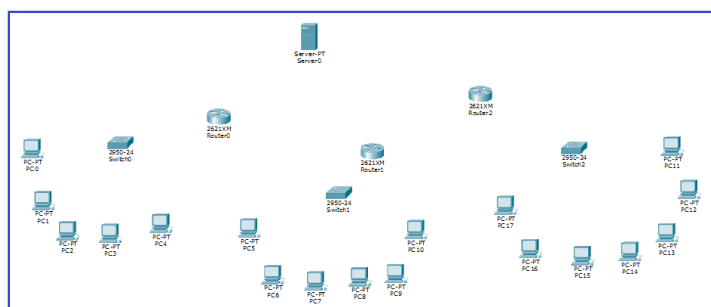 Server-PT
Server0
2621XM
Router2
2621XM
Router0
PC-PT
PC0
2950-24
Switch0
2621XM
Router1
2950-24
Switch2
PC-PT
PC11
PC-PT
PC1
2950-24
Switch1
PC-PT
PC17
PC-PT
PC12
PC-PT
PC2
PC-PT
PC3
PC-PT
PC4
PC-PT
PC5
PC-PT
PC10
PC-PT
PC13
PC-PT
PC16
PC-PT
PC15
PC-PT
PC14
PC-PT
PC6
PC-PT
PC7
PC-PT
PC8
PC-PT
PC9